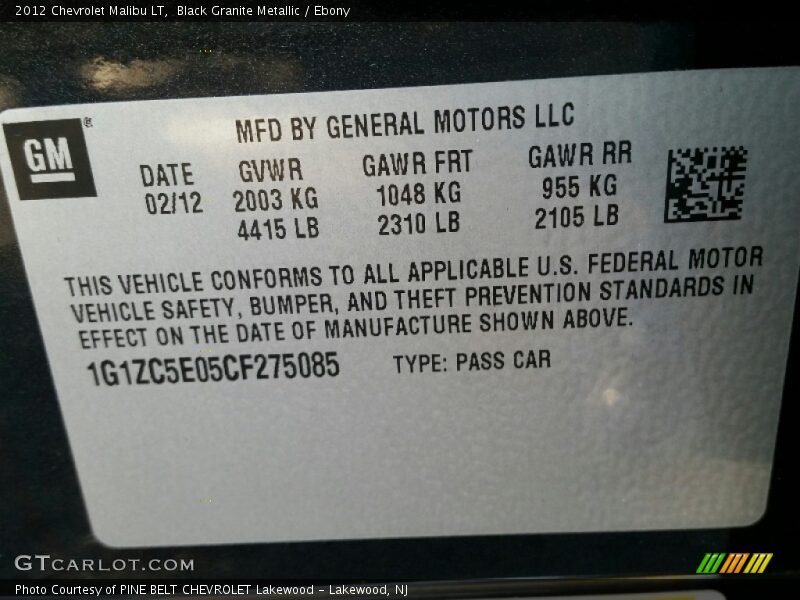 2012 Chevrolet Malibu LT,  Black Granite Metallic / Ebony
GM®
MFD BY GENERAL MOTORS LLC
DATE GVWR GAWR FRT GAWR RR
02/12 2003 KG 1048 KG 955 KG
4415 LB 2310 LB 2105 LB
THIS VEHICLE CONFORMS TO ALL APPLICABLE U.S. FEDERAL MOTOR
VEHICLE SAFETY, BUMPER, AND THEFT PREVENTION STANDARDS IN
EFFECT ON THE DATE OF MANUFACTURE SHOWN ABOVE.
1G1ZC5E05CF275085 TYPE: PASS CAR
GTCARLOT.COM
Photo Courtesy of PINE BELT CHEVROLET Lakewood - Lakewood, NJ